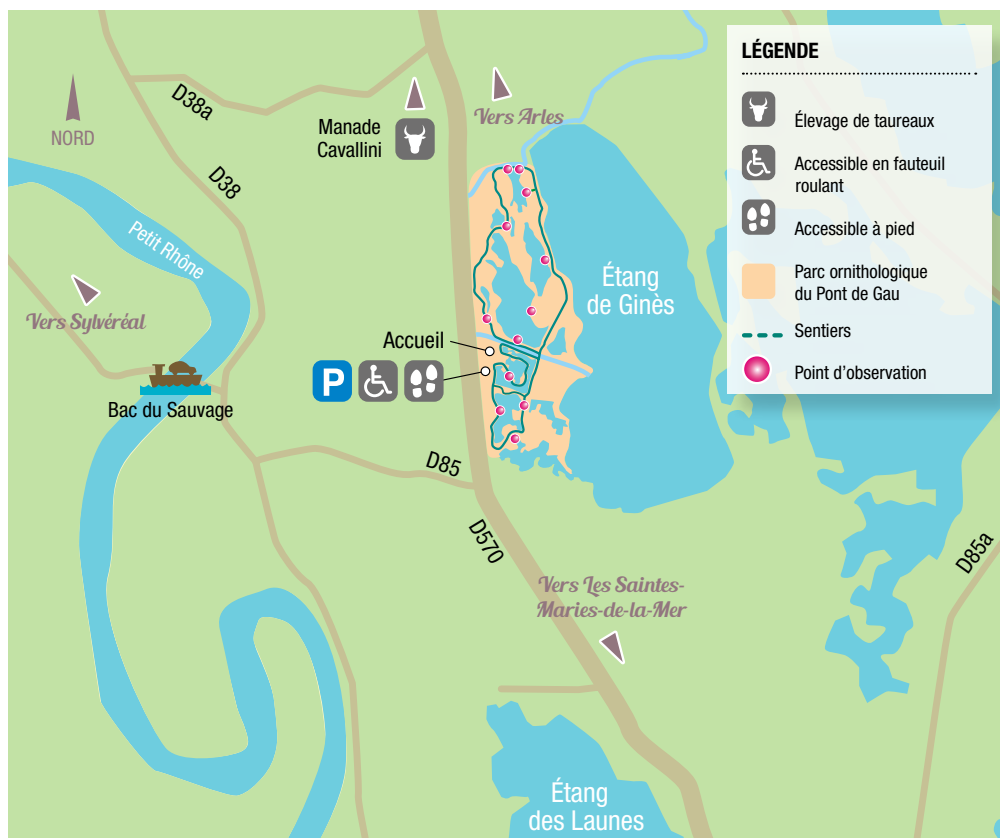 LÉGENDE
Élevage de taureaux
Accessible en fauteuil
roulant
Accessible à pied
Parc ornithologique
du Pont de Gau
Sentiers
Point d'observation
NORD
D38a
Manade
Cavallini
Vers Arles
D38
Petit Rhône
Vers Sylvéréal
Étang
de Ginès
Accueil
P
Bac du Sauvage
D85
D570
D85a
Vers Les Saintes-
Maries-de-la-Mer
Étang
des Launes